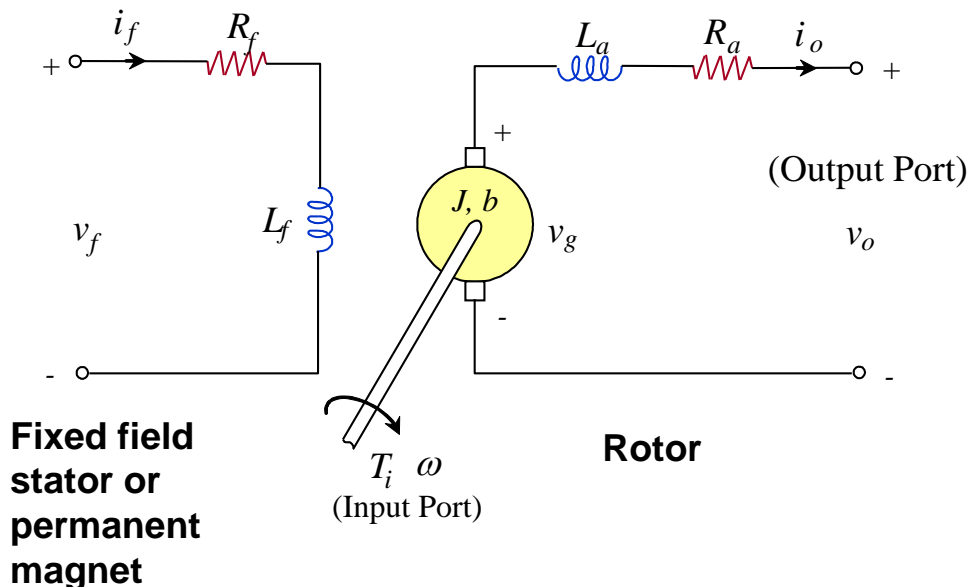 i_f
R_f
L_a
R_a
i_o
+
+
+
(Output Port)
J, b
L_f
v_f
v_g
v_o
-
-
-
Fixed field
stator or
permanent
magnet
T_i ω
(Input Port)
Rotor